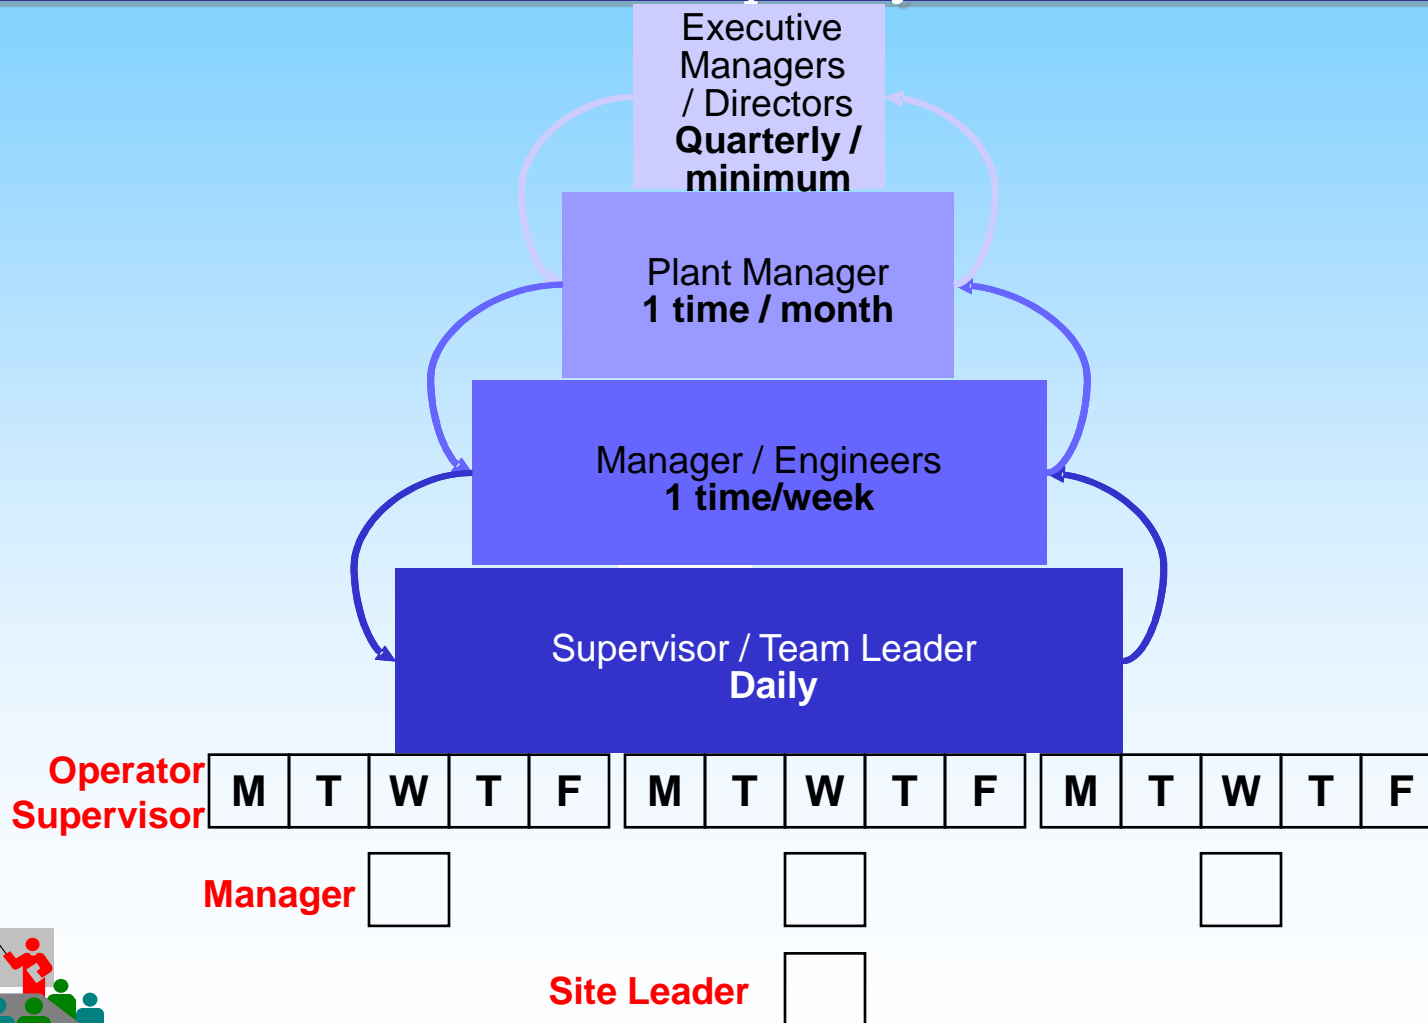 Executive
Managers
/ Directors
Quarterly /
minimum
Plant Manager
1 time / month
Manager / Engineers
1 time/week
Supervisor / Team Leader
Daily
Operator
Supervisor
M T W T F M T W T F M T W T F
Manager
Site Leader